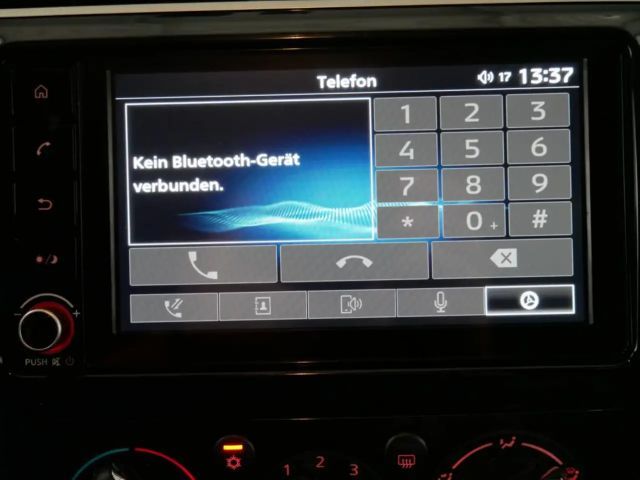 Telefon 17 13:37
Kein Bluetooth-Gerät
verbunden.
1 2 3
4 5 6
7 8 9
* 0+ #
- +
PUSH
1 2 3